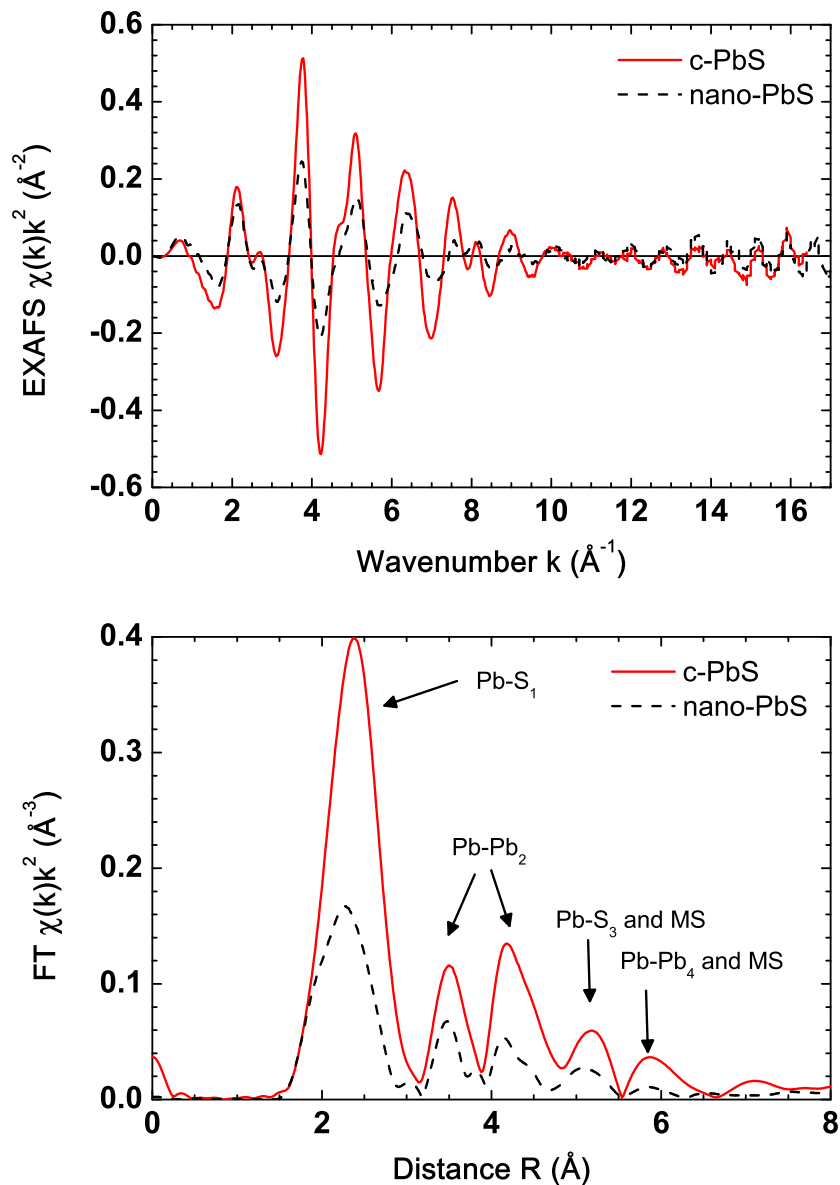 0.6
0.4
0.2
0.0
-0.2
-0.4
-0.6
EXAFS χ(k)k² (Å⁻²)
c-PbS
nano-PbS
0 2 4 6 8 10 12 14 16
Wavenumber k (Å⁻¹)
0.4
0.3
0.2
0.1
0.0
FT χ(k)k² (Å⁻³)
c-PbS
nano-PbS
Pb-S₁
Pb-Pb₂
Pb-S₃ and MS
Pb-Pb₄ and MS
0 2 4 6 8
Distance R (Å)